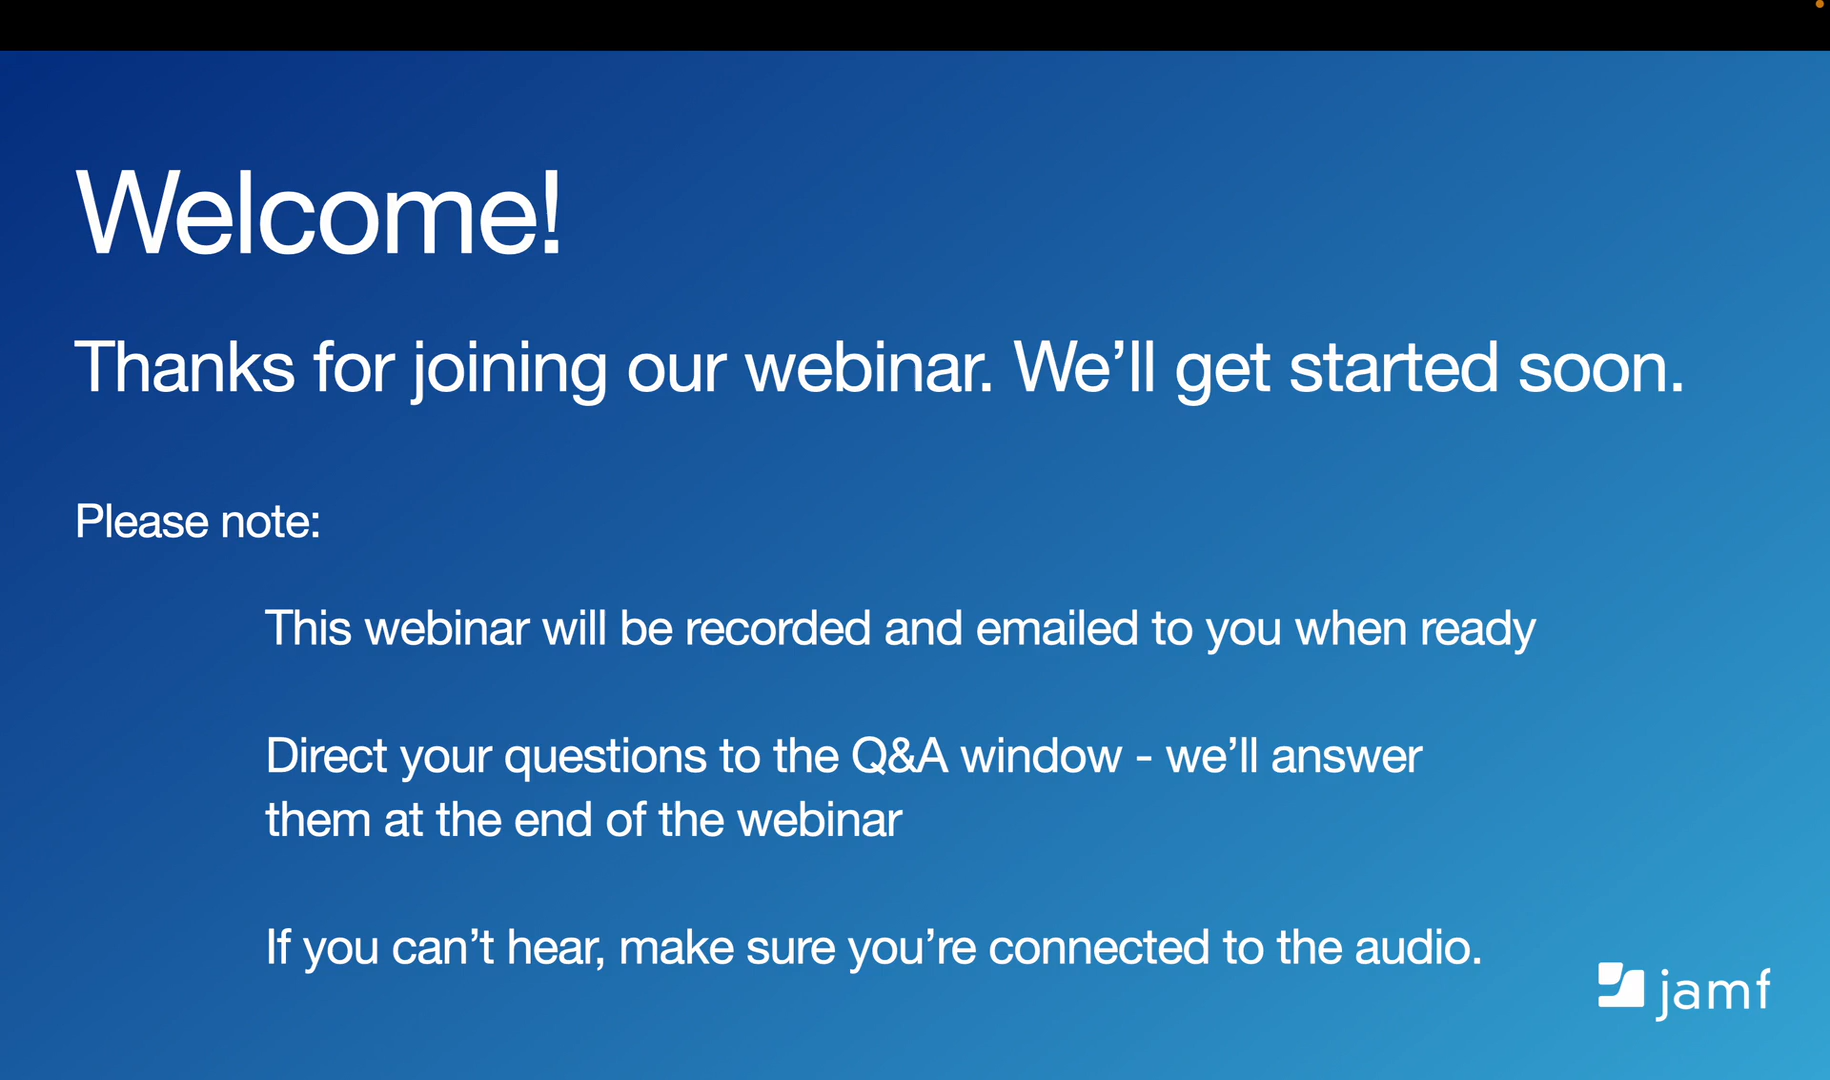 Welcome!
Thanks for joining our webinar. We’ll get started soon.
Please note:
This webinar will be recorded and emailed to you when ready
Direct your questions to the Q&A window - we’ll answer
them at the end of the webinar
If you can’t hear, make sure you’re connected to the audio.
jamf